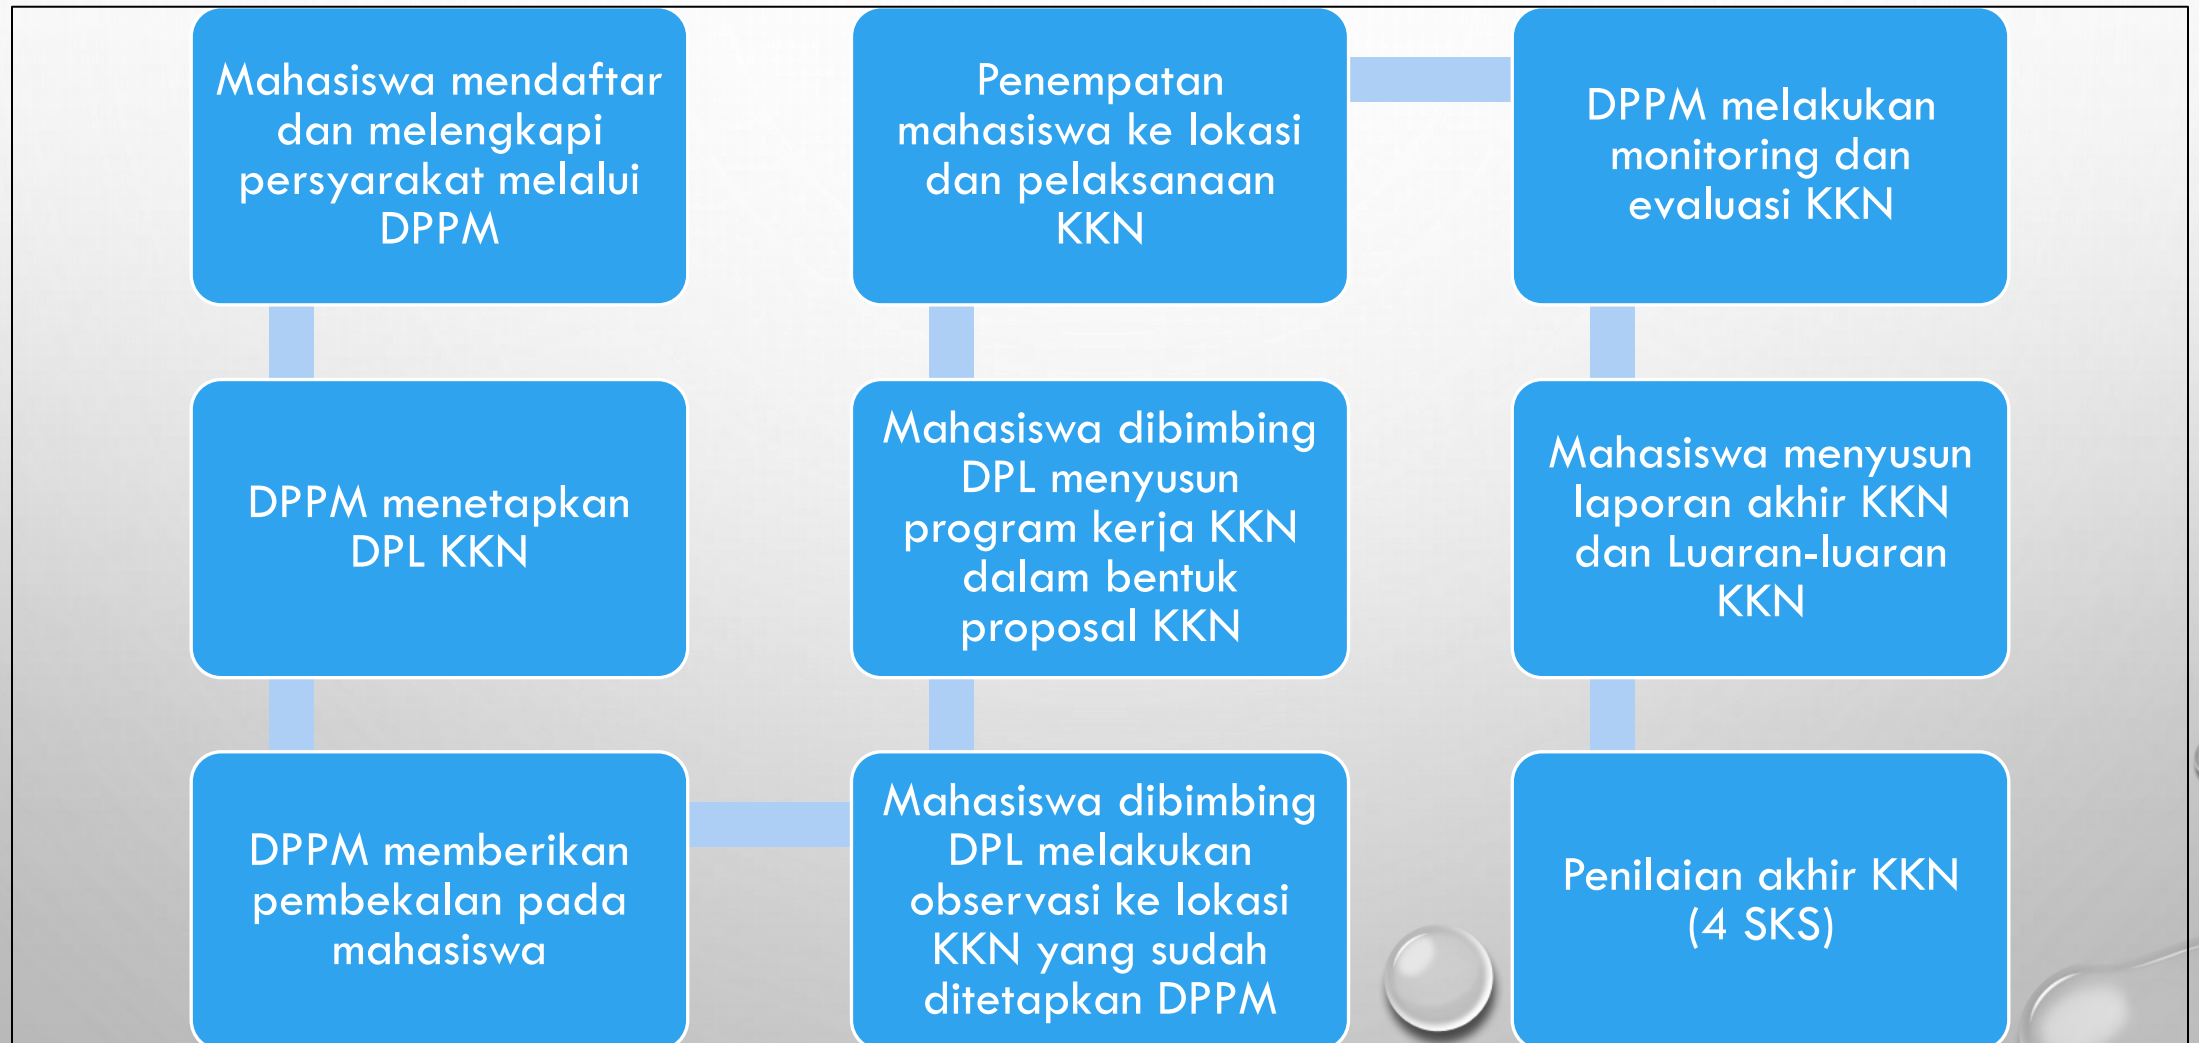 Mahasiswa mendaftar
dan melengkapi
persyarakat melalui
DPPM
DPPM menetapkan
DPL KKN
DPPM memberikan
pembekalan pada
mahasiswa
Mahasiswa dibimbing
DPL melakukan
observasi ke lokasi
KKN yang sudah
ditetapkan DPPM
Mahasiswa dibimbing
DPL menyusun
program kerja KKN
dalam bentuk
proposal KKN
Penempatan
mahasiswa ke lokasi
dan pelaksanaan
KKN
DPPM melakukan
monitoring dan
evaluasi KKN
Mahasiswa menyusun
laporan akhir KKN
dan Luaran-luaran
KKN
Penilaian akhir KKN
(4 SKS)